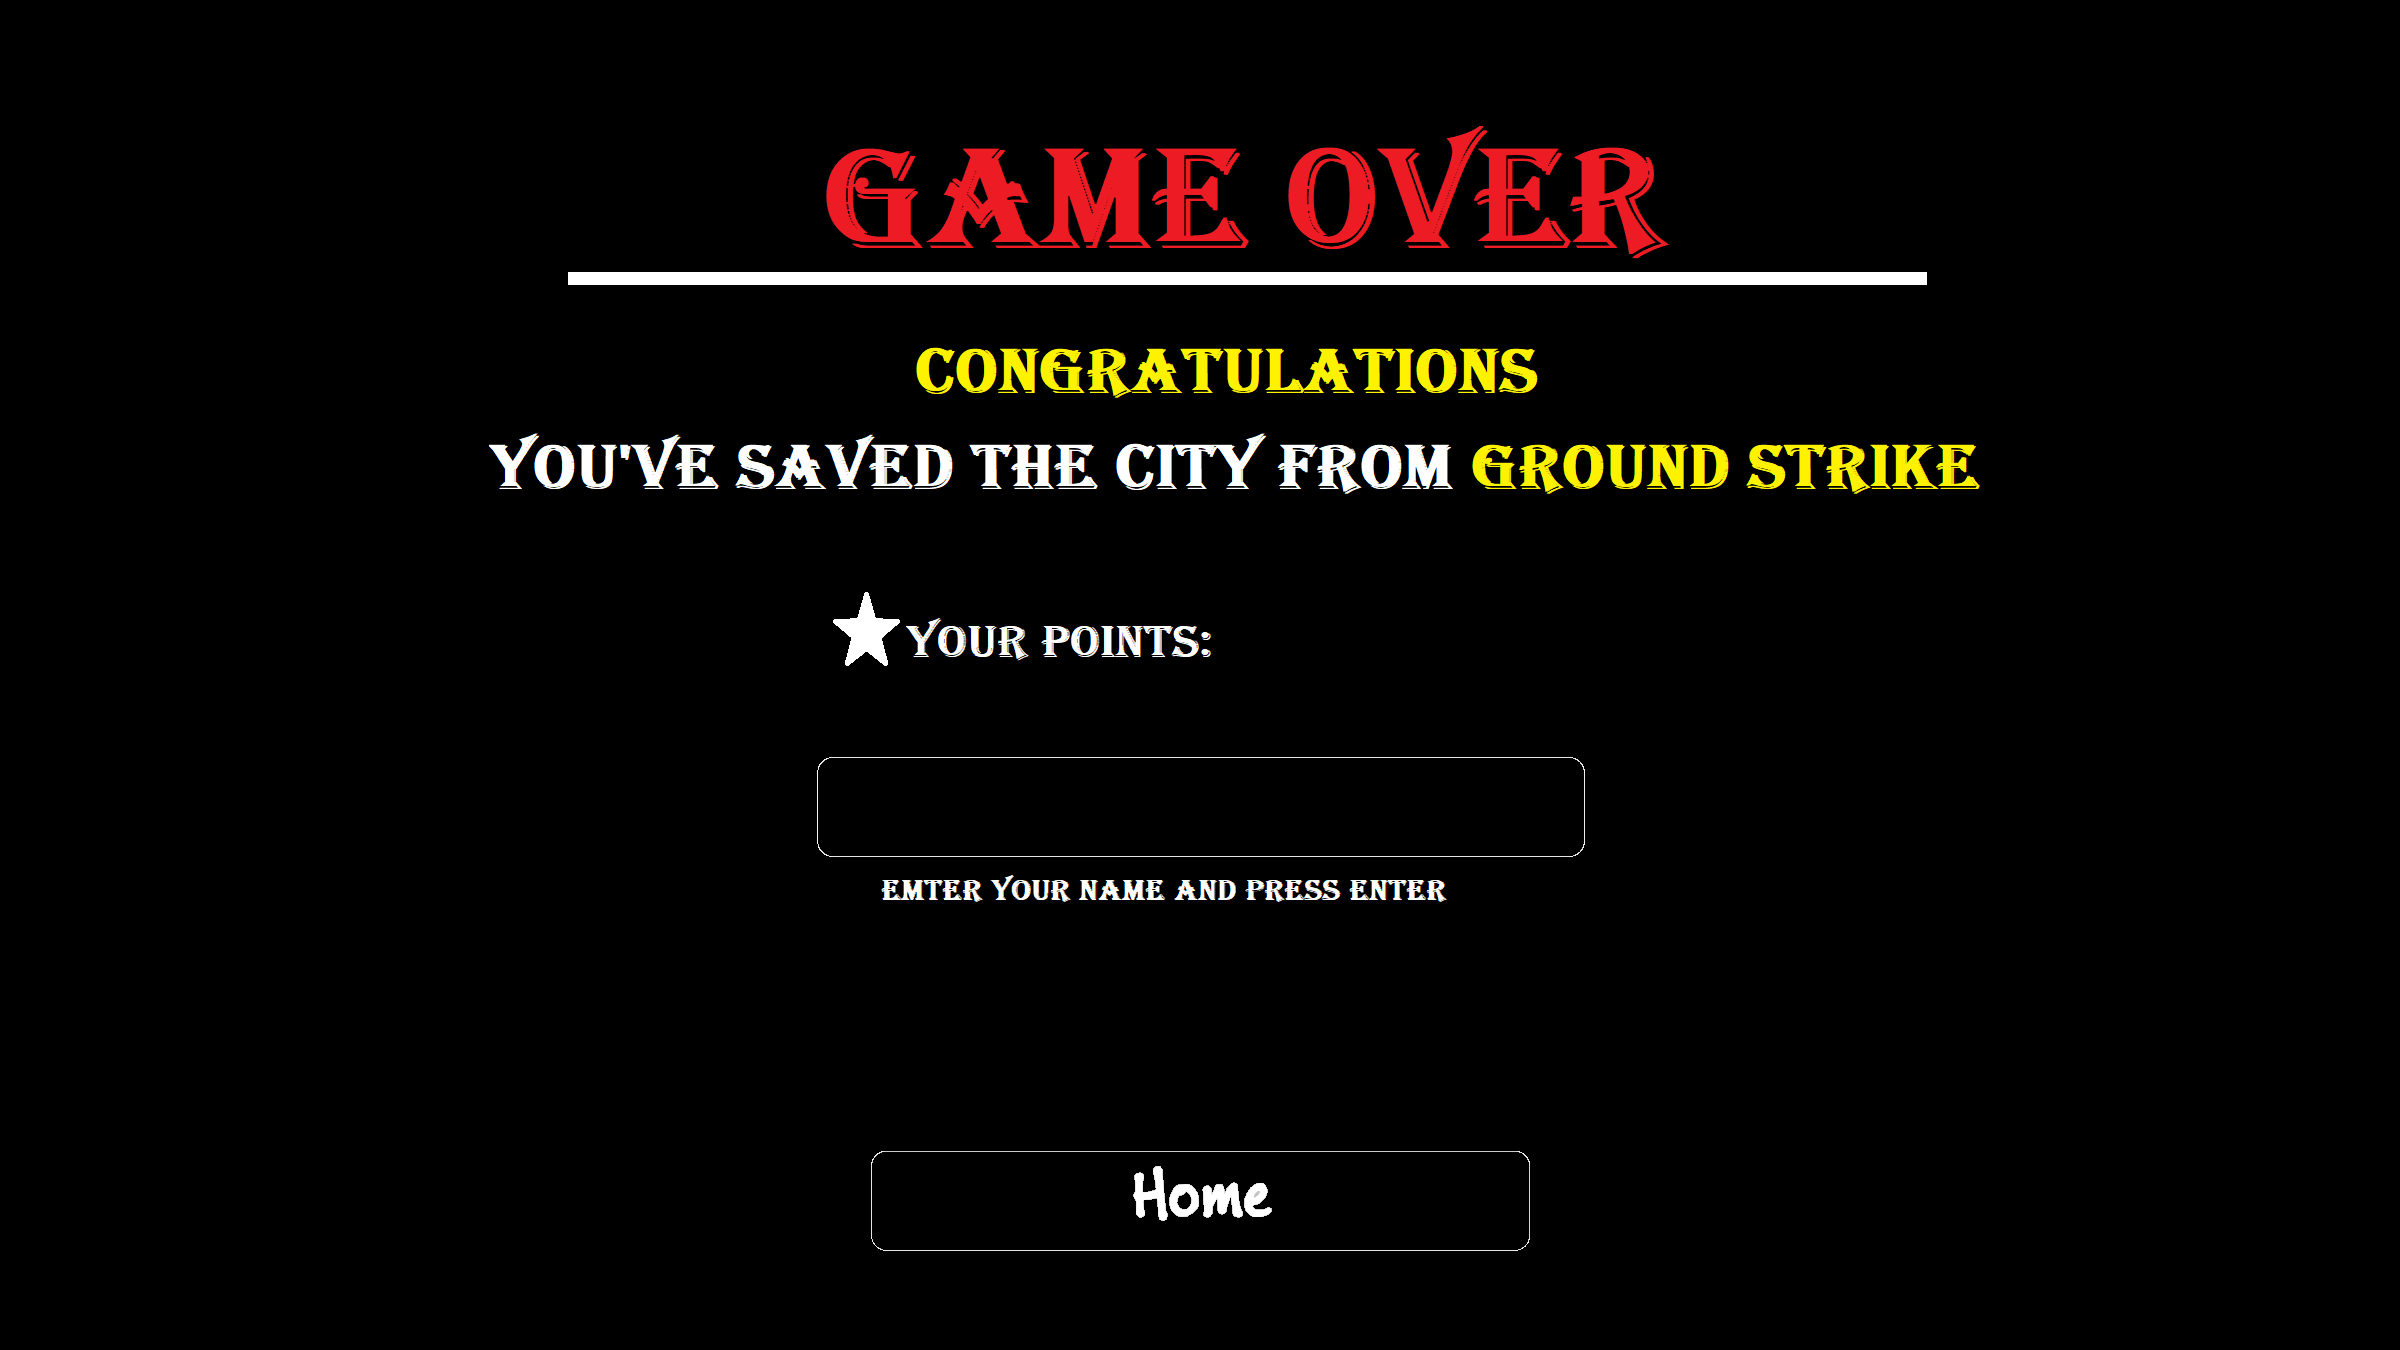 GAME OVER
CONGRATULATIONS
YOU'VE SAVED THE CITY FROM GROUND STRIKE
YOUR POINTS:
EMTER YOUR NAME AND PRESS ENTER
Home